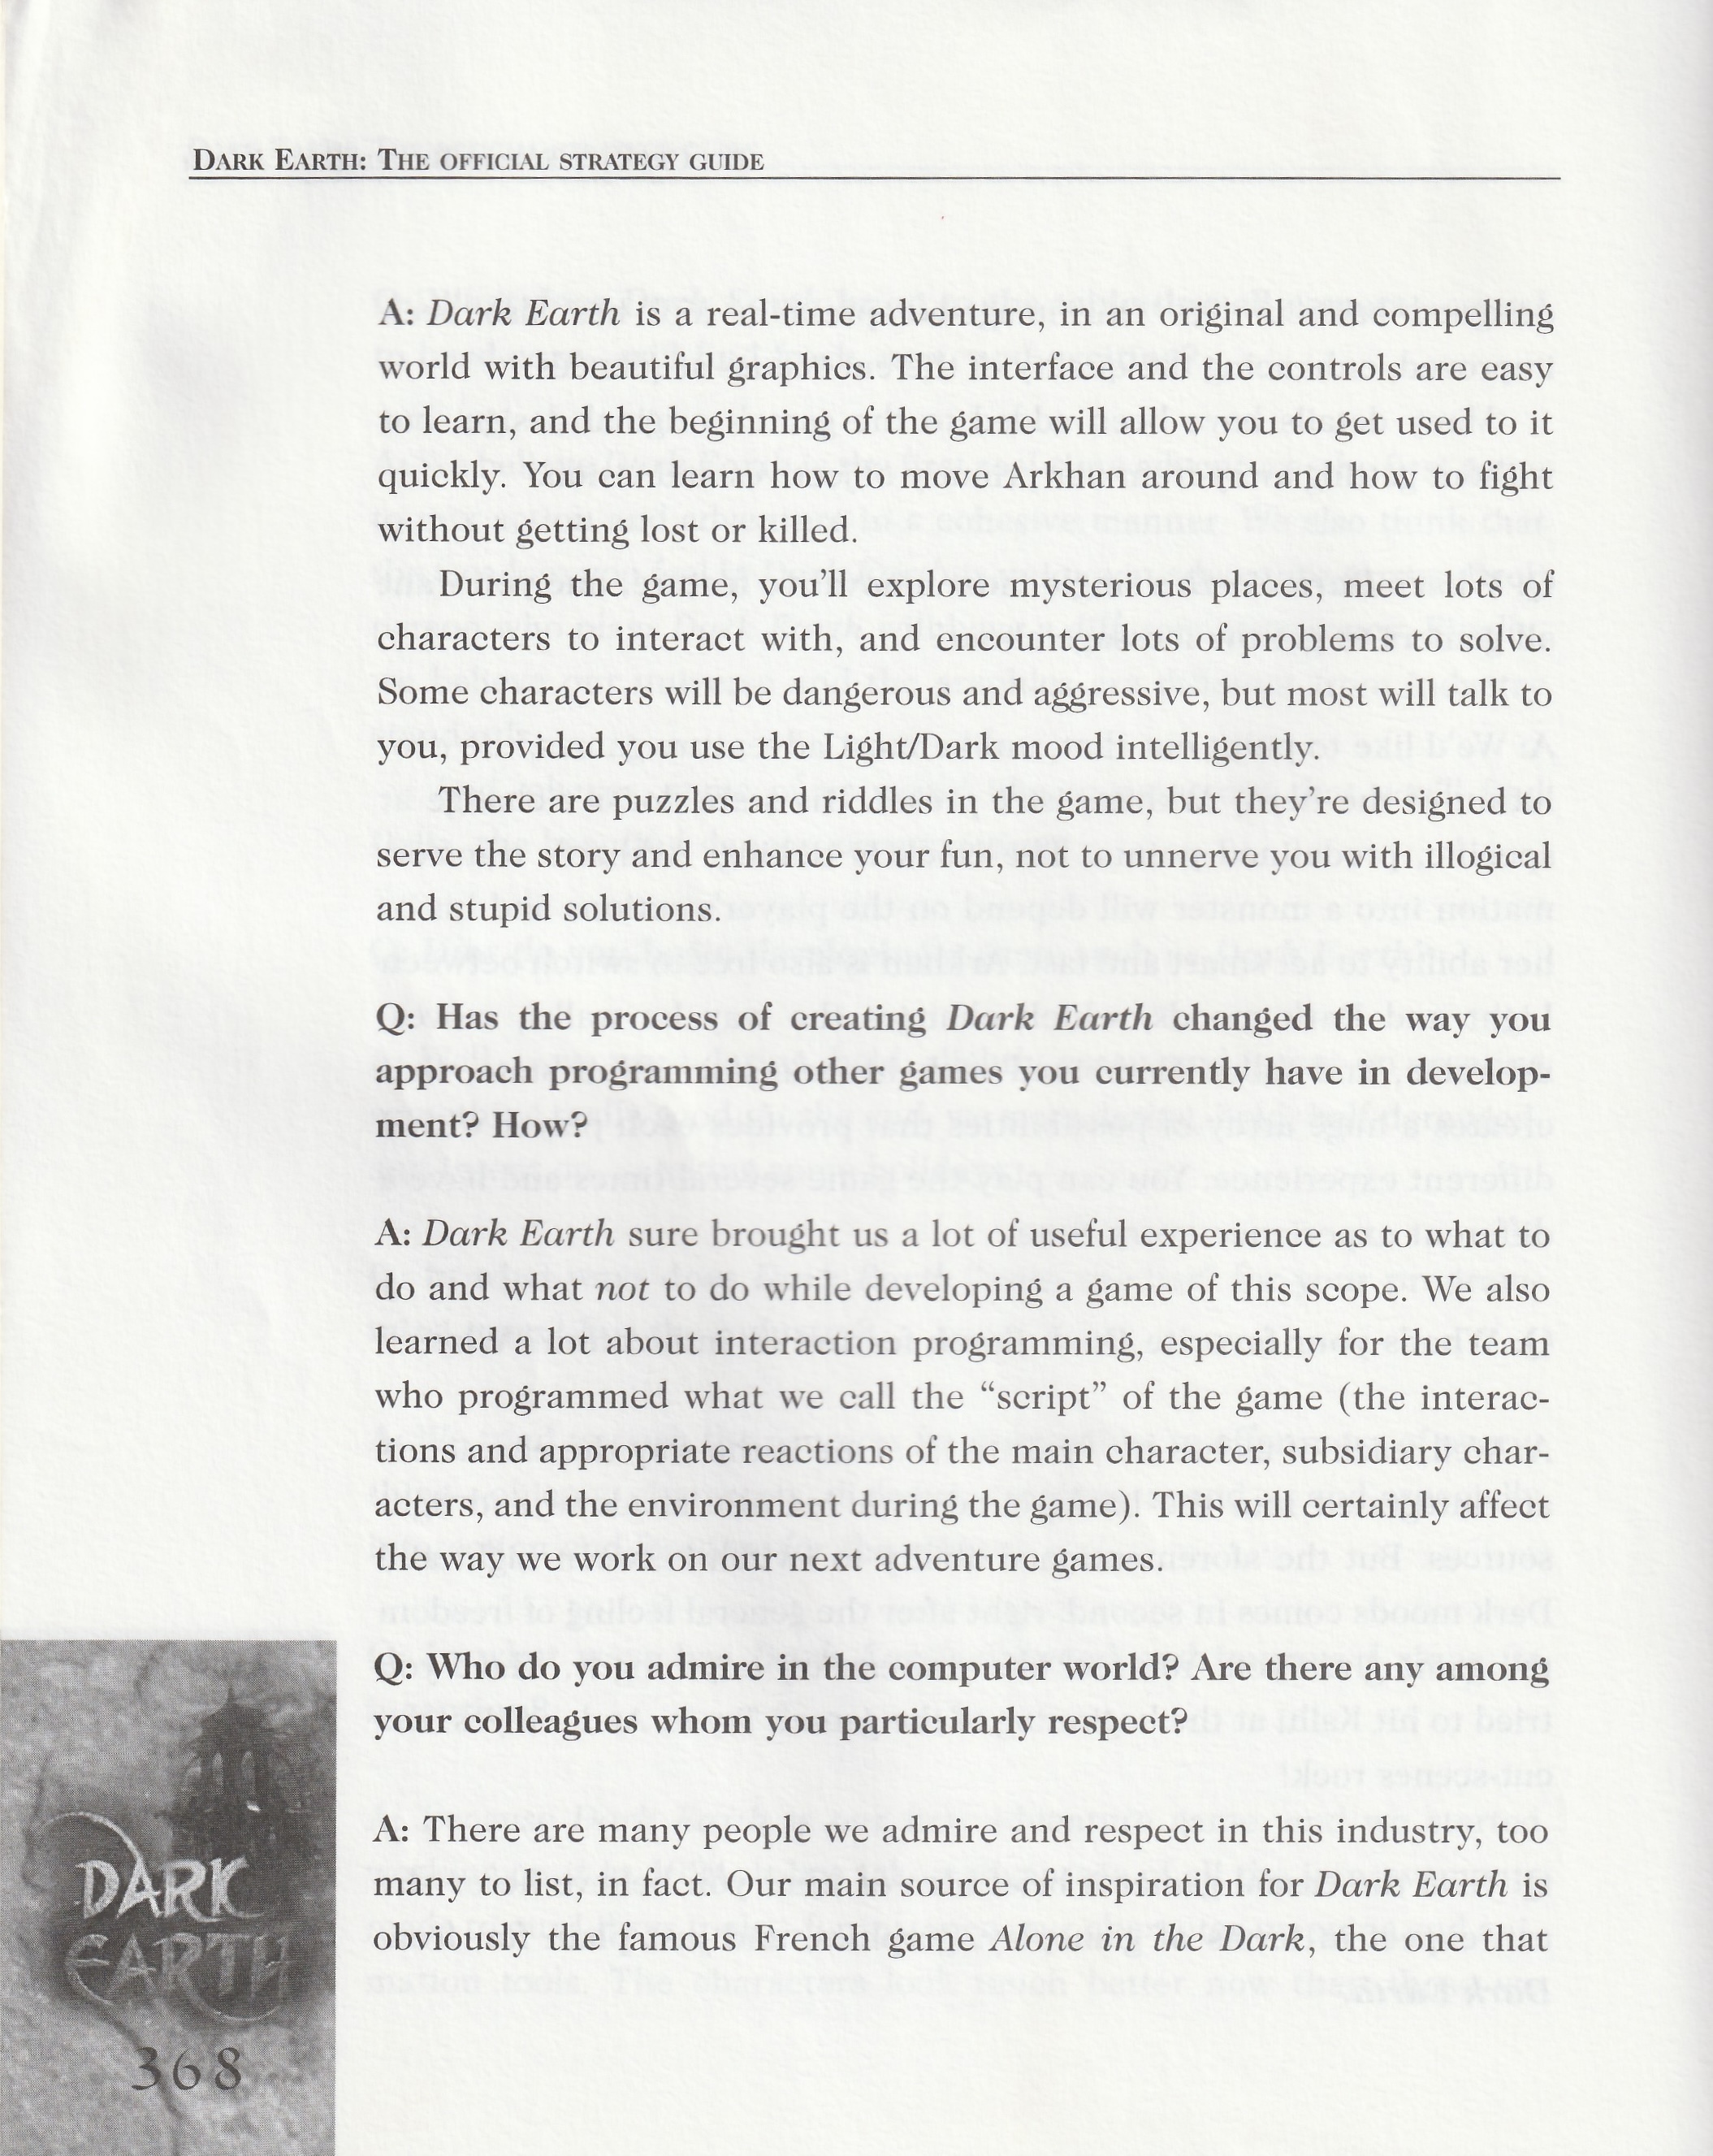 DARK EARTH: THE OFFICIAL STRATEGY GUIDE
A: Dark Earth is a real-time adventure, in an original and compelling
world with beautiful graphics. The interface and the controls are easy
to learn, and the beginning of the game will allow you to get used to it
quickly. You can learn how to move Arkhan around and how to fight
without getting lost or killed.
During the game, you'll explore mysterious places, meet lots of
characters to interact with, and encounter lots of problems to solve.
Some characters will be dangerous and aggressive, but most will talk to
you, provided you use the Light/Dark mood intelligently.
There are puzzles and riddles in the game, but they're designed to
serve the story and enhance your fun, not to unnerve you with illogical
and stupid solutions.
Q: Has the process of creating Dark Earth changed the way you
approach programming other games you currently have in develop-
ment? How?
A: Dark Earth sure brought us a lot of useful experience as to what to
do and what not to do while developing a game of this scope. We also
learned a lot about interaction programming, especially for the team
who programmed what we call the “script” of the game (the interac-
tions and appropriate reactions of the main character, subsidiary char-
acters, and the environment during the game). This will certainly affect
the way we work on our next adventure games.
Q: Who do you admire in the computer world? Are there any among
your colleagues whom you particularly respect?
A: There are many people we admire and respect in this industry, too
many to list, in fact. Our main source of inspiration for Dark Earth is
obviously the famous French game Alone in the Dark, the one that
DARK
EARTH
368